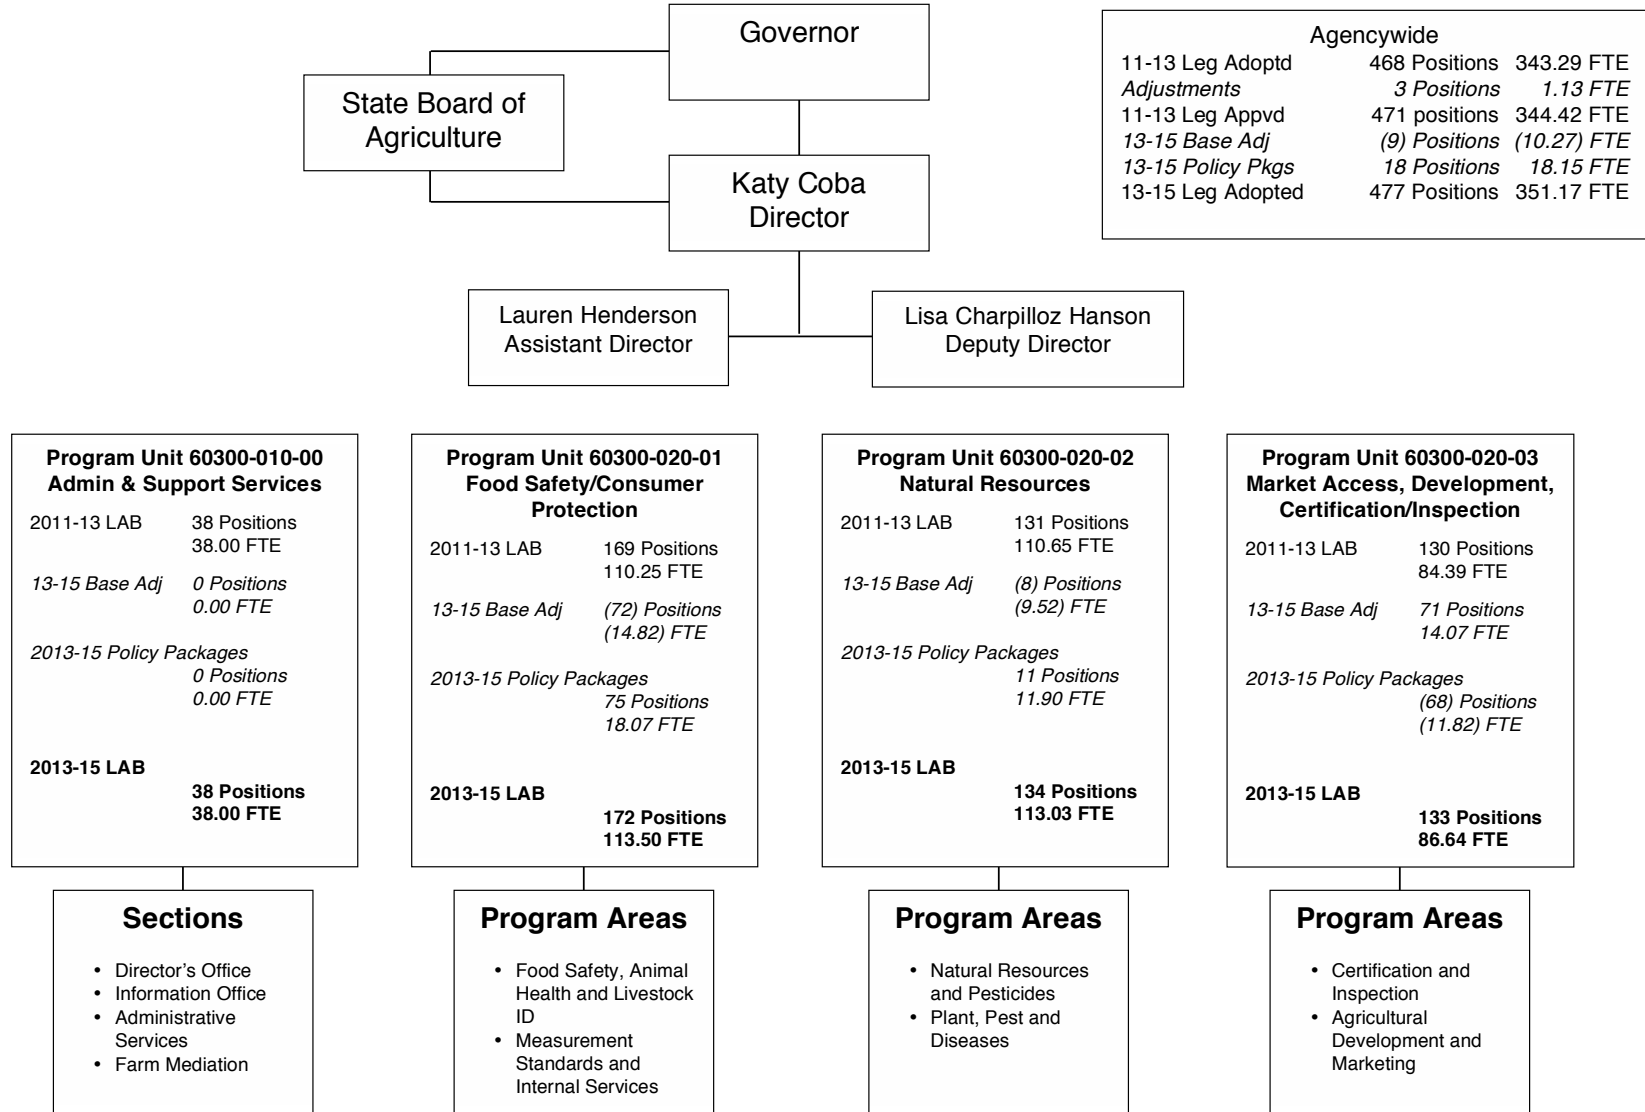 Governor
State Board of
Agriculture
Katy Coba
Director
Agencywide
11-13 Leg Adoptd 468 Positions 343.29 FTE
Adjustments 3 Positions 1.13 FTE
11-13 Leg Appvd 471 positions 344.42 FTE
13-15 Base Adj (9) Positions (10.27) FTE
13-15 Policy Pkgs 18 Positions 18.15 FTE
13-15 Leg Adopted 477 Positions 351.17 FTE
Lauren Henderson
Assistant Director
Lisa Charpilloz Hanson
Deputy Director
Program Unit 60300-010-00
Admin & Support Services
2011-13 LAB 38 Positions
38.00 FTE
13-15 Base Adj 0 Positions
0.00 FTE
2013-15 Policy Packages
0 Positions
0.00 FTE
2013-15 LAB
38 Positions
38.00 FTE
Program Unit 60300-020-01
Food Safety/Consumer
Protection
2011-13 LAB 169 Positions
110.25 FTE
13-15 Base Adj (72) Positions
(14.82) FTE
2013-15 Policy Packages
75 Positions
18.07 FTE
2013-15 LAB
172 Positions
113.50 FTE
Program Unit 60300-020-02
Natural Resources
2011-13 LAB 131 Positions
110.65 FTE
13-15 Base Adj (8) Positions
(9.52) FTE
2013-15 Policy Packages
11 Positions
11.90 FTE
2013-15 LAB
134 Positions
113.03 FTE
Program Unit 60300-020-03
Market Access, Development,
Certification/Inspection
2011-13 LAB 130 Positions
84.39 FTE
13-15 Base Adj 71 Positions
14.07 FTE
2013-15 Policy Packages
(68) Positions
(11.82) FTE
2013-15 LAB
133 Positions
86.64 FTE
Sections
• Director’s Office
• Information Office
• Administrative
Services
• Farm Mediation
Program Areas
• Food Safety, Animal
Health and Livestock
ID
• Measurement
Standards and
Internal Services
Program Areas
• Natural Resources
and Pesticides
• Plant, Pest and
Diseases
Program Areas
• Certification and
Inspection
• Agricultural
Development and
Marketing